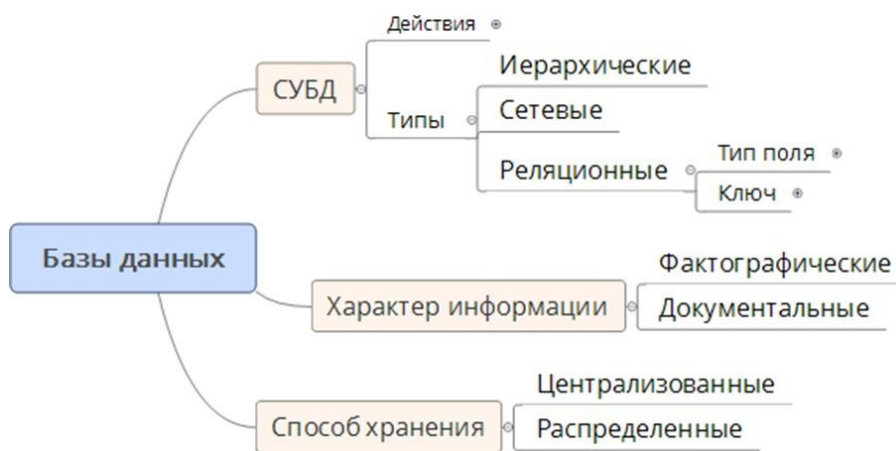 Базы данных
СУБД
Действия
Типы
Иерархические
Сетевые
Реляционные
Тип поля
Ключ
Характер информации
Фактографические
Документальные
Способ хранения
Централизованные
Распределенные